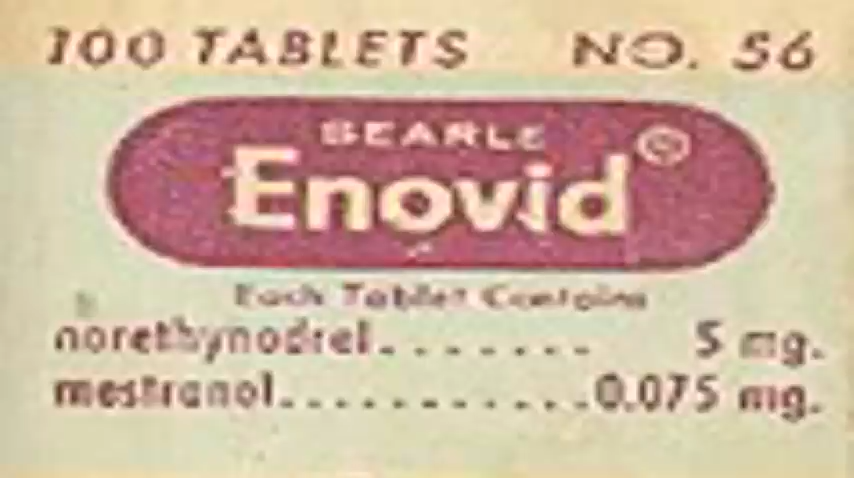 100 TABLETS NO. 56
SEARLE
Enovid®
Each Tablet Contains
norethynodrel....... 5 mg.
mestranol............0.075 mg.